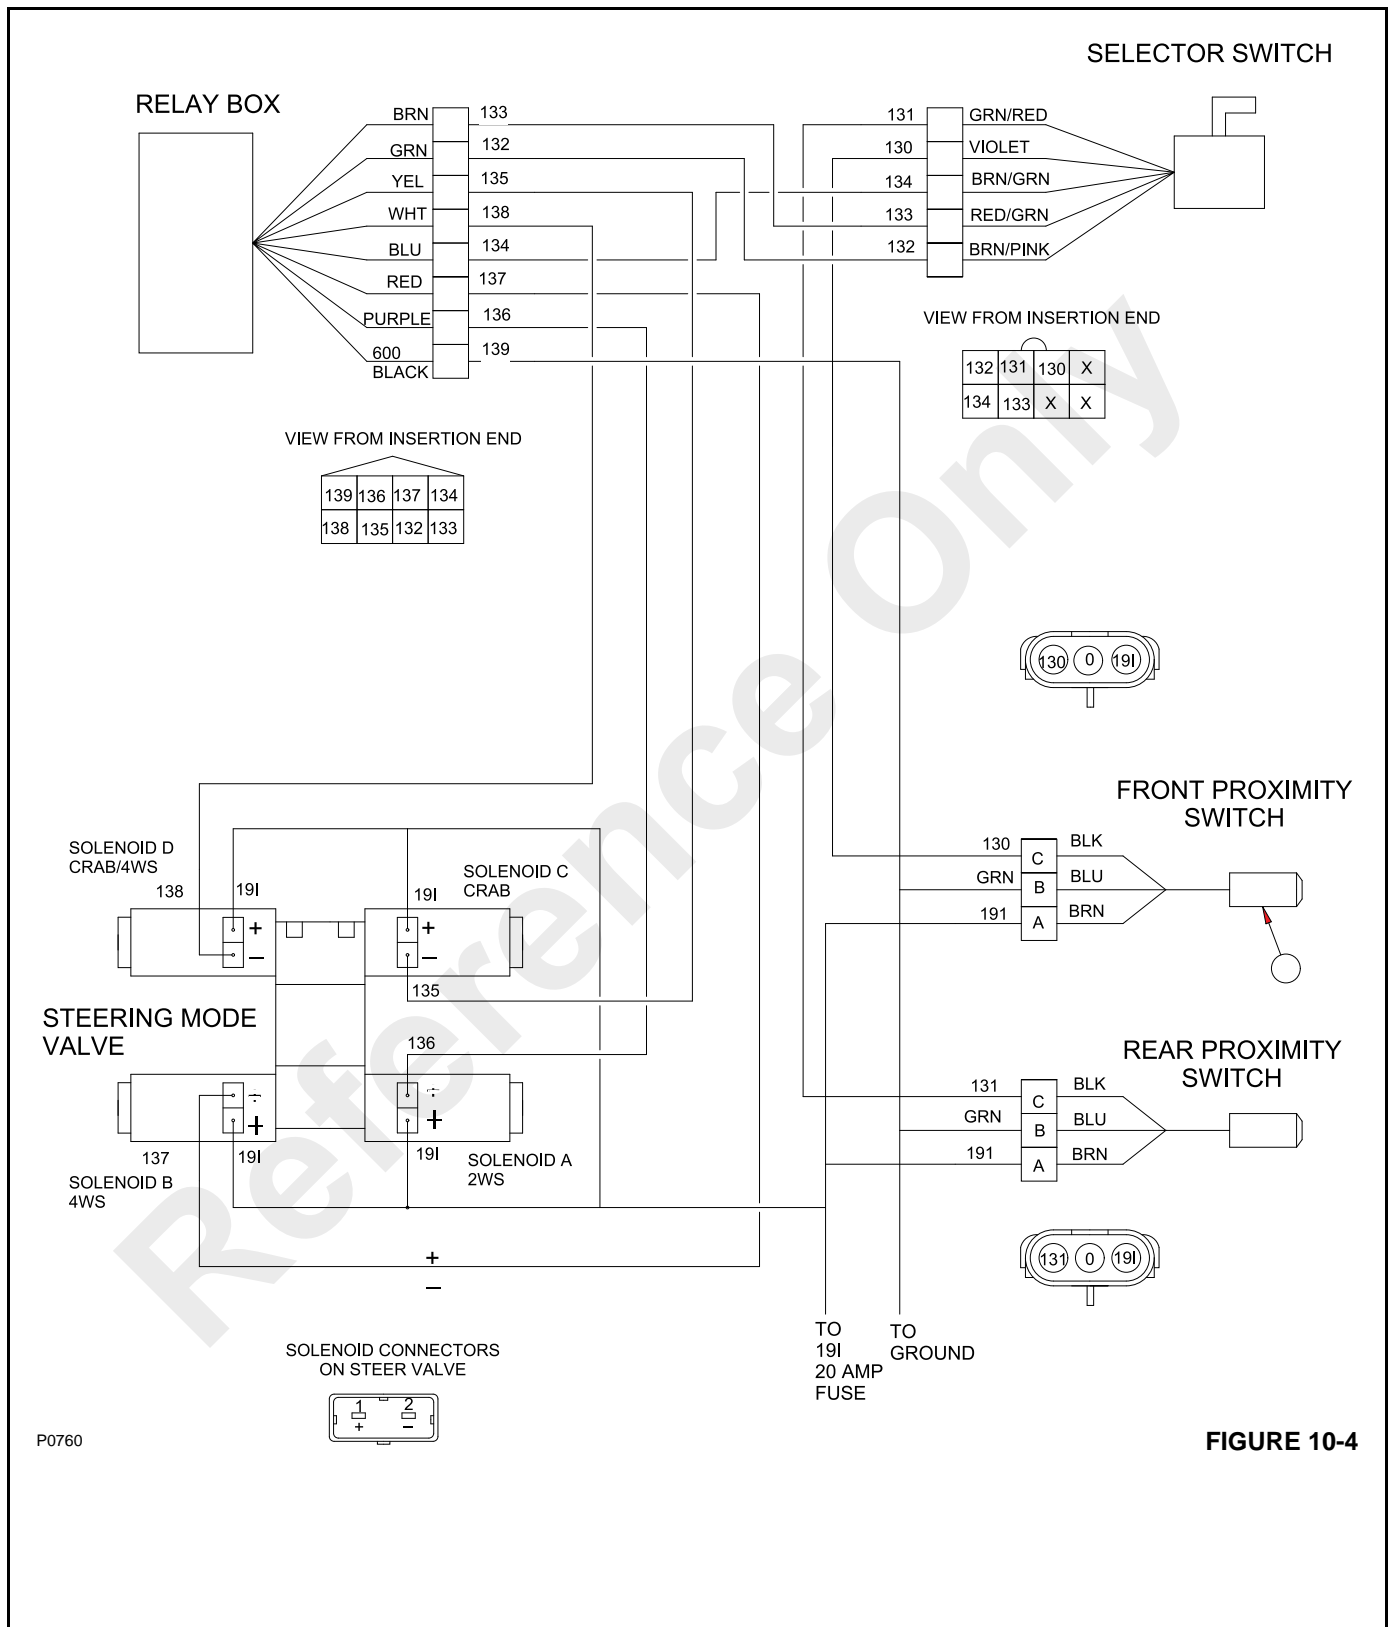 SELECTOR SWITCH
RELAY BOX
BRN 133
GRN 132
YEL 135
WHT 138
BLU 134
RED 137
PURPLE 136
600 139
BLACK
131 GRN/RED
130 VIOLET
134 BRN/GRN
133 RED/GRN
132 BRN/PINK
VIEW FROM INSERTION END
132 131 130 X
134 133 X X
VIEW FROM INSERTION END
139 136 137 134
138 135 132 133
130 0 19I
FRONT PROXIMITY
SWITCH
130 C BLK
GRN B BLU
191 A BRN
SOLENOID D
CRAB/4WS
138 19I
+
−
SOLENOID C
CRAB
19I
+
−
135
STEERING MODE
VALVE
136
+
137 19I
SOLENOID B
4WS
+
19I SOLENOID A
2WS
REAR PROXIMITY
SWITCH
131 C BLK
GRN B BLU
191 A BRN
131 0 19I
+
−
TO
19I
20 AMP
FUSE
TO
GROUND
SOLENOID CONNECTORS
ON STEER VALVE
1 2
+ −
P0760
FIGURE 10-4
Reference Only